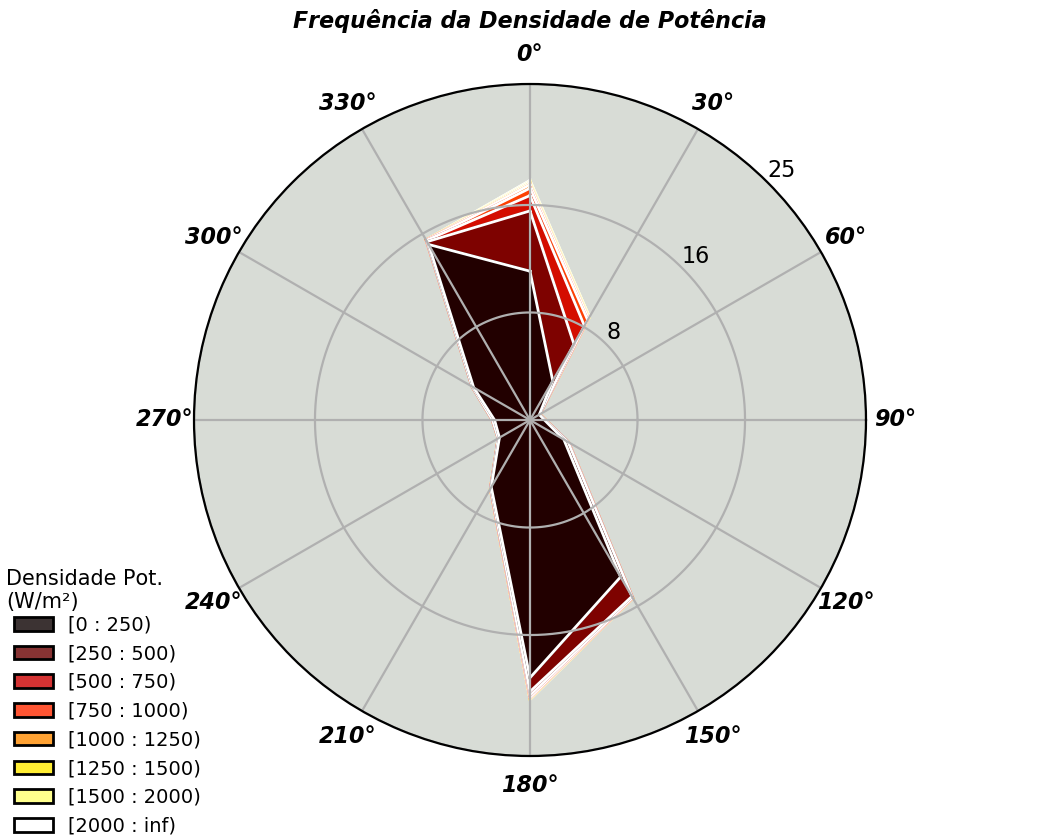 Frequência da Densidade de Potência
0°
30°
330°
25
60°
300°
16
8
90°
270°
120°
240°
150°
210°
180°
Densidade Pot.
(W/m²)
[0 : 250)
[250 : 500)
[500 : 750)
[750 : 1000)
[1000 : 1250)
[1250 : 1500)
[1500 : 2000)
[2000 : inf)